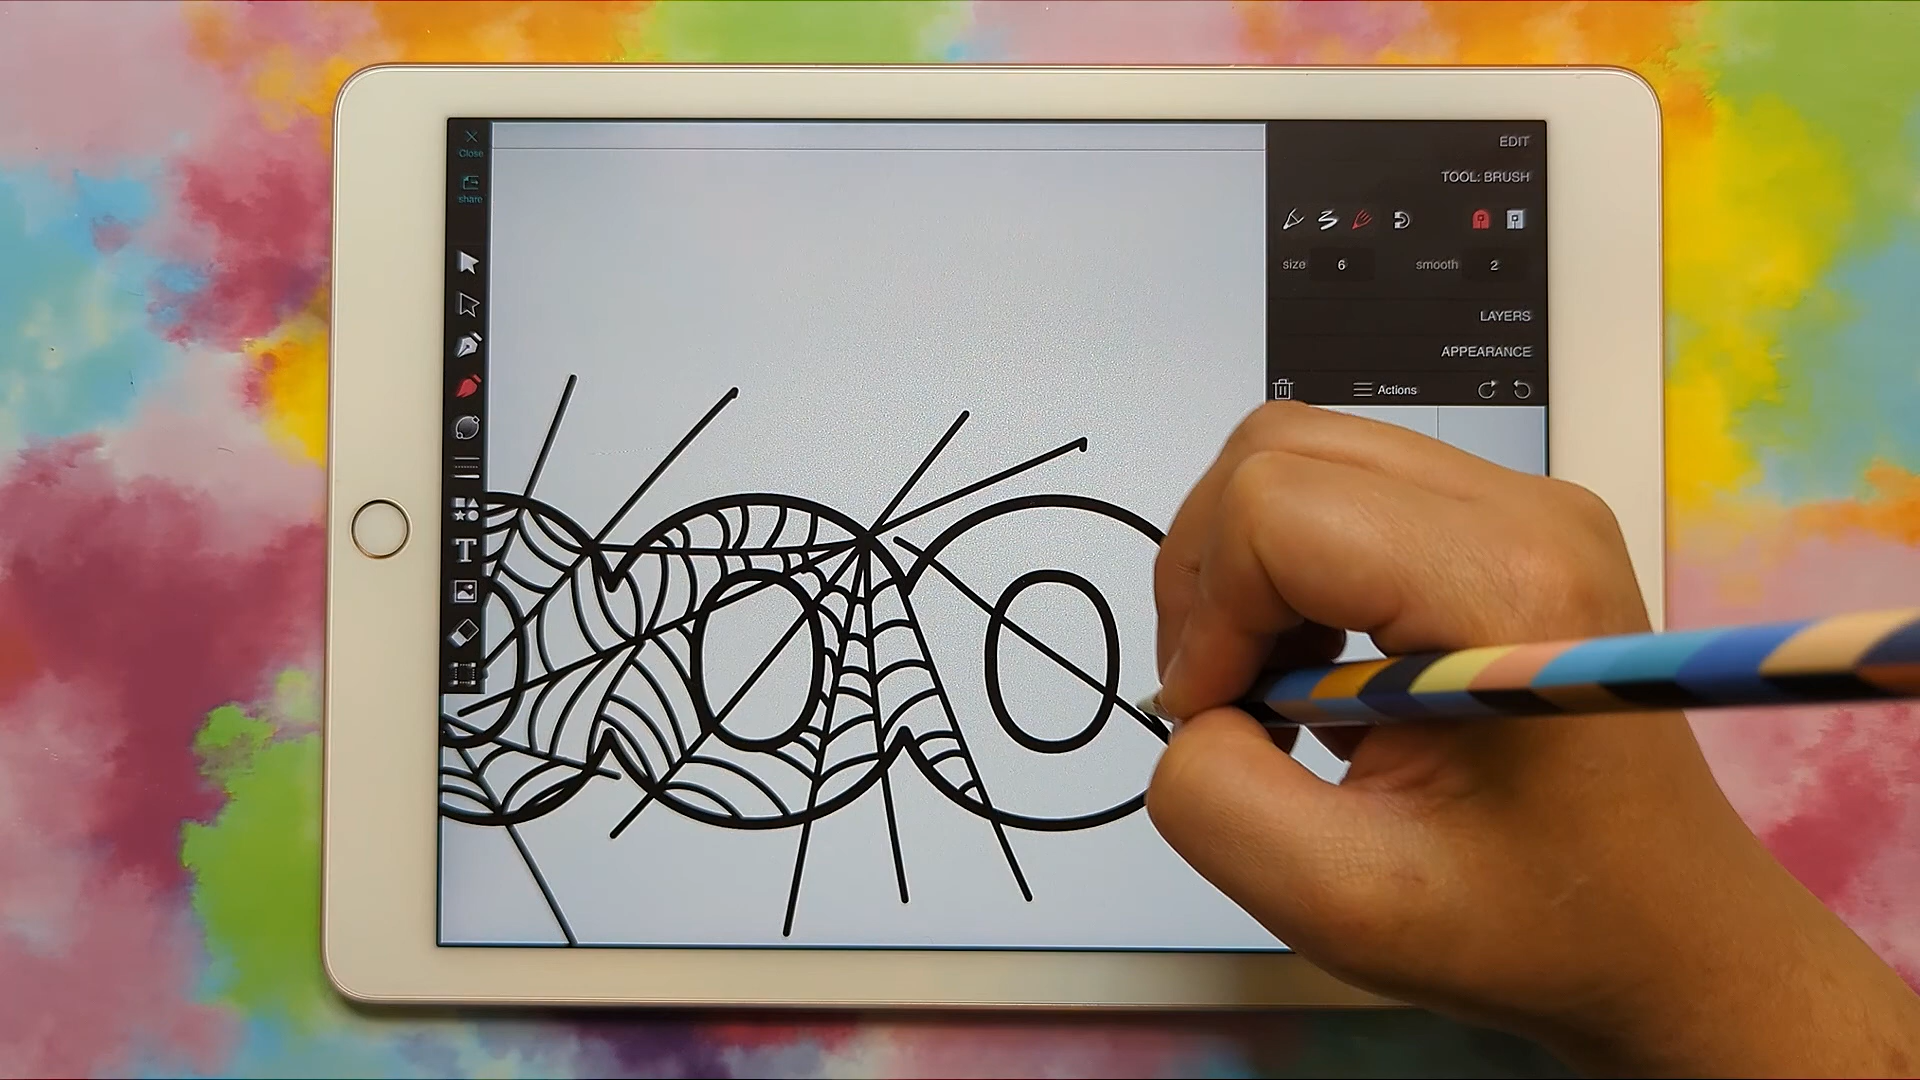 Close
share
T
EDIT
TOOL: BRUSH
size 6 smooth 2
LAYERS
APPEARANCE
Actions